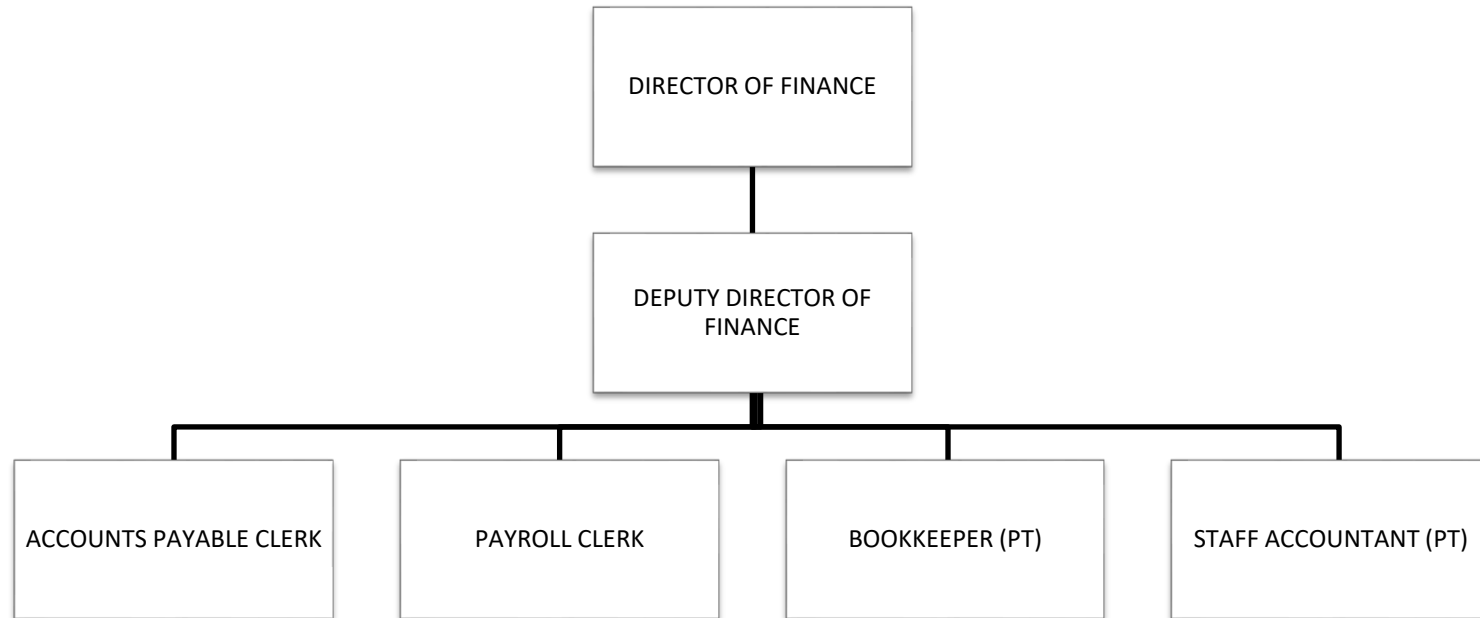 DIRECTOR OF FINANCE
DEPUTY DIRECTOR OF
FINANCE
ACCOUNTS PAYABLE CLERK
PAYROLL CLERK
BOOKKEEPER (PT)
STAFF ACCOUNTANT (PT)